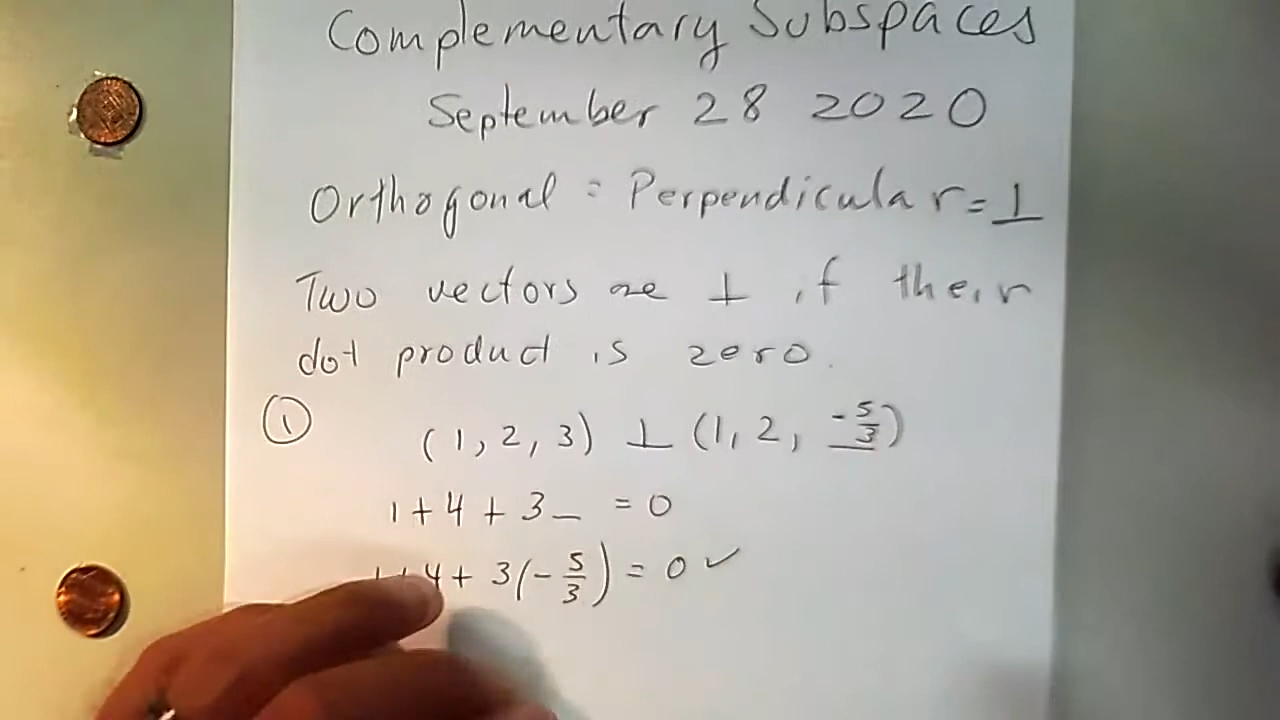 Complementary Subspaces
September 28 2020
Orthogonal = Perpendicular = ⊥
Two vectors are ⊥ if their
dot product is zero.
① (1, 2, 3) ⊥ (1, 2, -5/3)
1 + 4 + 3_ = 0
1 + 4 + 3(-5/3) = 0 ✓